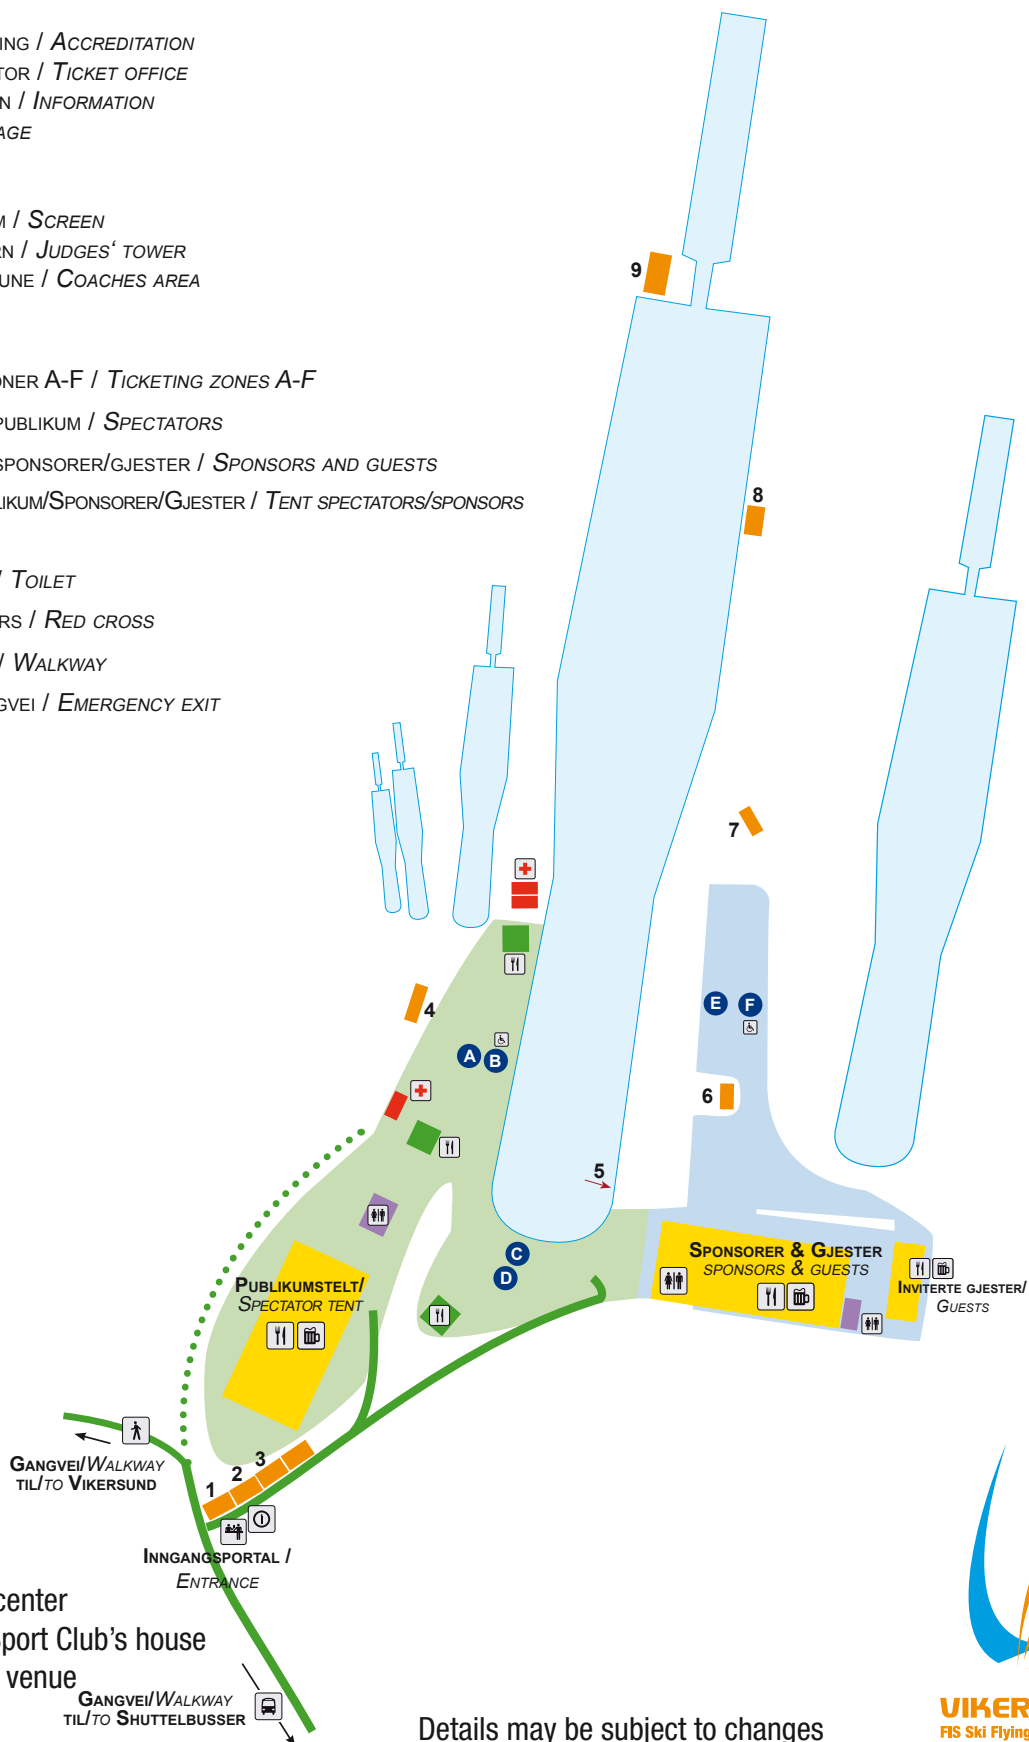 ING / ACCREDITATION
TOR / TICKET OFFICE
N / INFORMATION
AGE
M / SCREEN
RN / JUDGES‘ TOWER
UNE / COACHES AREA
ONER A-F / TICKETING ZONES A-F
PUBLIKUM / SPECTATORS
SPONSORER/GJESTER / SPONSORS AND GUESTS
LIKUM/SPONSORER/GJESTER / TENT SPECTATORS/SPONSORS
/ TOILET
RS / RED CROSS
/ WALKWAY
GVEI / EMERGENCY EXIT
9
8
7
E F
4
A B
6
5
C
D
SPONSORER & GJESTER
SPONSORS & GUESTS
INVITERTE GJESTER/
GUESTS
PUBLIKUMSTELT/
SPECTATOR TENT
GANGVEI/WALKWAY
TIL/TO VIKERSUND
3
2
1
INNGANGSPORTAL /
ENTRANCE
center
port Club’s house
venue
GANGVEI/WALKWAY
TIL/TO SHUTTELBUSSER
Details may be subject to changes
VIKER
FIS Ski Flying